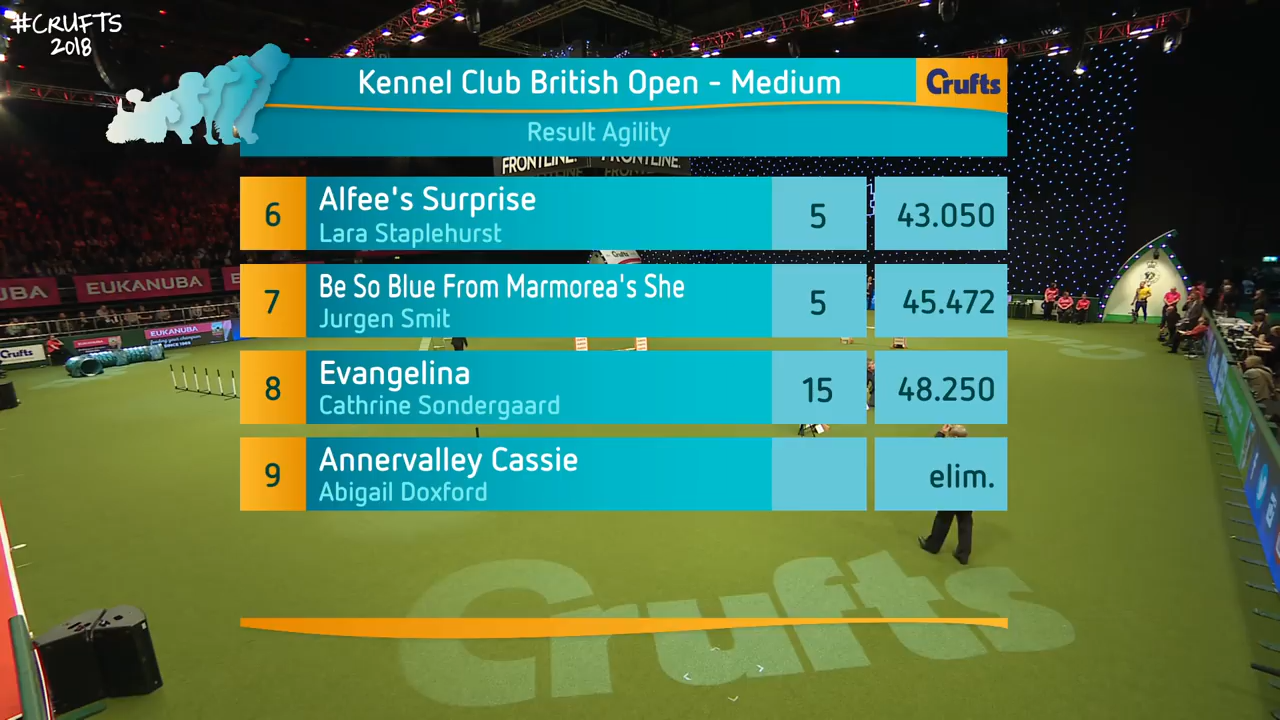 #CRUFTS
2018
Kennel Club British Open - Medium
Crufts
Result Agility
FRONTLINE. FRONTLINE.
6 Alfee's Surprise 5 43.050
Lara Staplehurst
Crufts
7 Be So Blue From Marmorea's She 5 45.472
Jurgen Smit
8 Evangelina 15 48.250
Cathrine Sondergaard
9 Annervalley Cassie elim.
Abigail Doxford
EUKANUBA
EUKANUBA
Crufts
Crufts